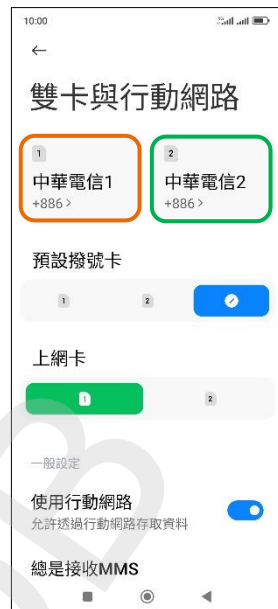 10:00
雙卡與行動網路
1
中華電信1
+886 >
2
中華電信2
+886 >
預設撥號卡
1 2
上網卡
1 2
一般設定
使用行動網路
允許透過行動網路存取資料
總是接收MMS